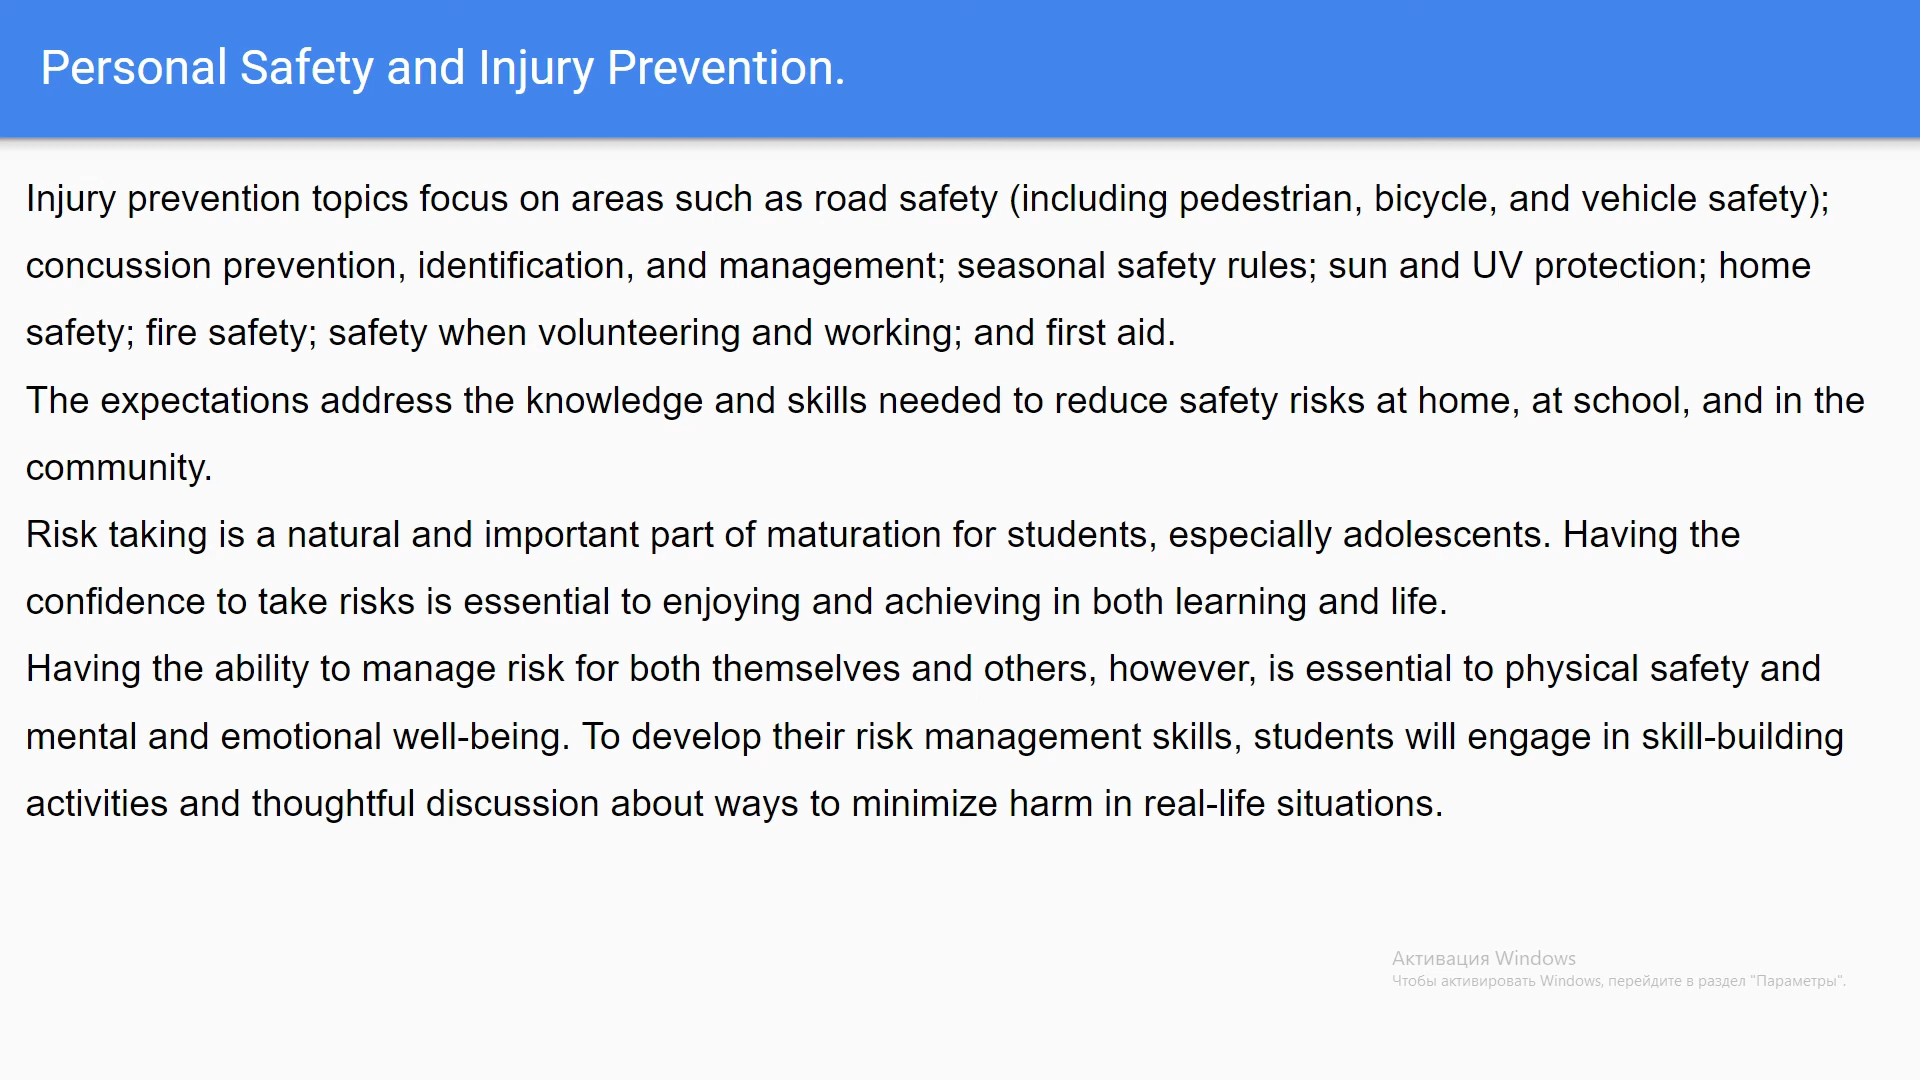 Personal Safety and Injury Prevention.
Injury prevention topics focus on areas such as road safety (including pedestrian, bicycle, and vehicle safety);
concussion prevention, identification, and management; seasonal safety rules; sun and UV protection; home
safety; fire safety; safety when volunteering and working; and first aid.
The expectations address the knowledge and skills needed to reduce safety risks at home, at school, and in the
community.
Risk taking is a natural and important part of maturation for students, especially adolescents. Having the
confidence to take risks is essential to enjoying and achieving in both learning and life.
Having the ability to manage risk for both themselves and others, however, is essential to physical safety and
mental and emotional well-being. To develop their risk management skills, students will engage in skill-building
activities and thoughtful discussion about ways to minimize harm in real-life situations.
Активация Windows
Чтобы активировать Windows, перейдите в раздел "Параметры".